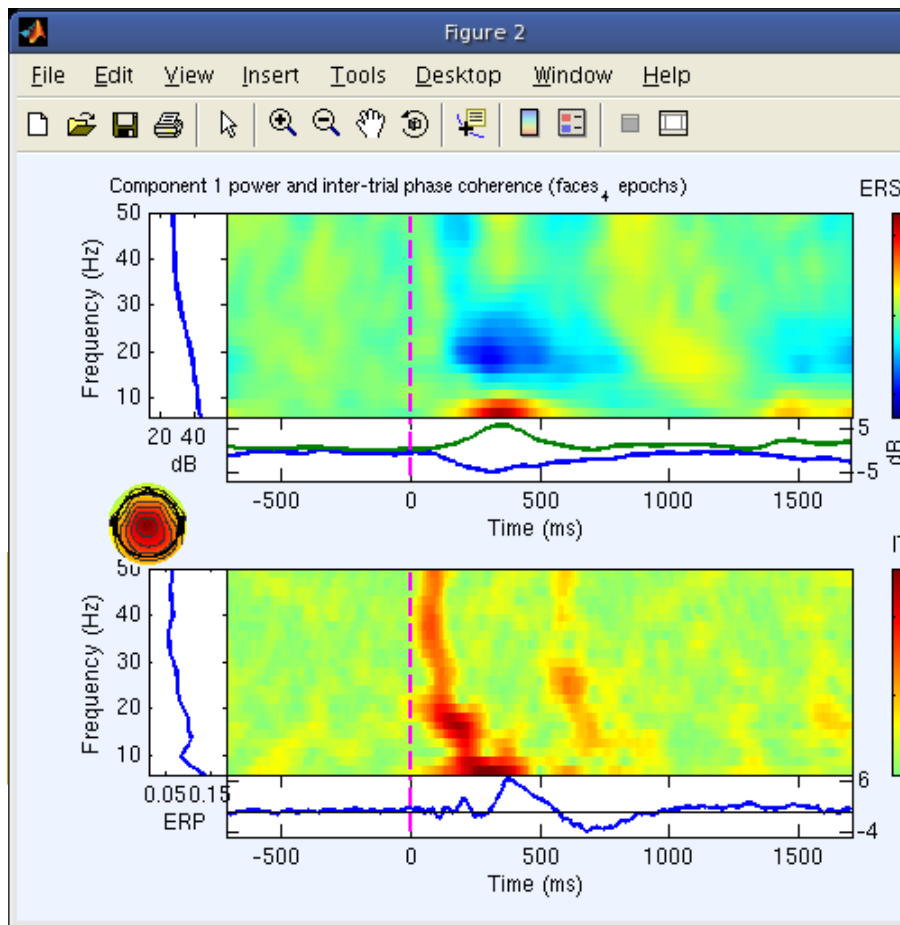 Figure 2
File Edit View Insert Tools Desktop Window Help
Component 1 power and inter-trial phase coherence (faces₄ epochs)
ERS
Frequency (Hz)
50
40
30
20
10
20 40
dB
5
-5
dB
-500 0 500 1000 1500
Time (ms)
IT
Frequency (Hz)
50
40
30
20
10
0.05 0.15
ERP
6
-4
-500 0 500 1000 1500
Time (ms)